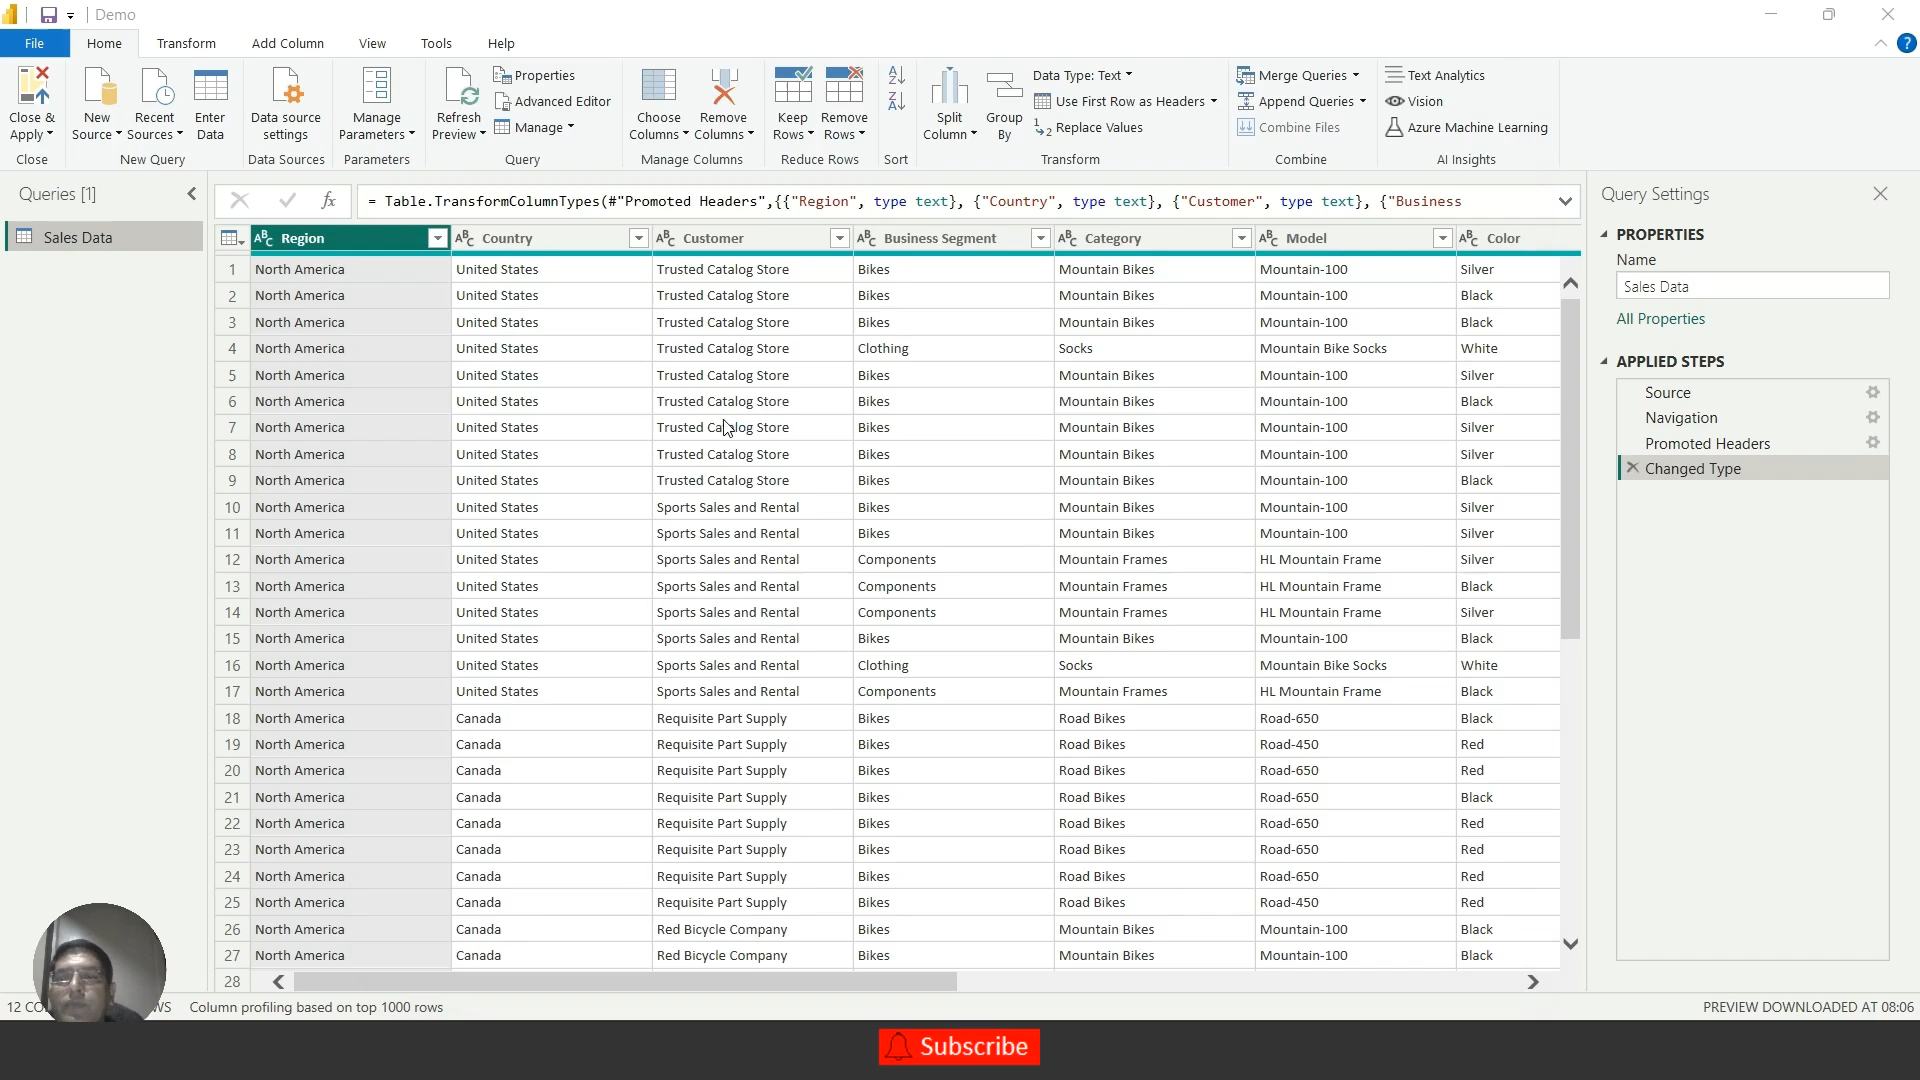 Demo
File Home Transform Add Column View Tools Help
Close & Apply
New Source
Recent Sources
Enter Data
Data source settings
Manage Parameters
Refresh Preview
Properties
Advanced Editor
Manage
Choose Columns
Remove Columns
Keep Rows
Remove Rows
Split Column
Group By
Data Type: Text
Use First Row as Headers
Replace Values
Merge Queries
Append Queries
Combine Files
Text Analytics
Vision
Azure Machine Learning
Close New Query Data Sources Parameters Query Manage Columns Reduce Rows Sort Transform Combine AI Insights
Queries [1]
Sales Data
fx = Table.TransformColumnTypes(#"Promoted Headers",{{"Region", type text}, {"Country", type text}, {"Customer", type text}, {"Business
Region Country Customer Business Segment Category Model Color
1 North America United States Trusted Catalog Store Bikes Mountain Bikes Mountain-100 Silver
2 North America United States Trusted Catalog Store Bikes Mountain Bikes Mountain-100 Black
3 North America United States Trusted Catalog Store Bikes Mountain Bikes Mountain-100 Black
4 North America United States Trusted Catalog Store Clothing Socks Mountain Bike Socks White
5 North America United States Trusted Catalog Store Bikes Mountain Bikes Mountain-100 Silver
6 North America United States Trusted Catalog Store Bikes Mountain Bikes Mountain-100 Black
7 North America United States Trusted Catalog Store Bikes Mountain Bikes Mountain-100 Silver
8 North America United States Trusted Catalog Store Bikes Mountain Bikes Mountain-100 Silver
9 North America United States Trusted Catalog Store Bikes Mountain Bikes Mountain-100 Black
10 North America United States Sports Sales and Rental Bikes Mountain Bikes Mountain-100 Silver
11 North America United States Sports Sales and Rental Bikes Mountain Bikes Mountain-100 Silver
12 North America United States Sports Sales and Rental Components Mountain Frames HL Mountain Frame Silver
13 North America United States Sports Sales and Rental Components Mountain Frames HL Mountain Frame Black
14 North America United States Sports Sales and Rental Components Mountain Frames HL Mountain Frame Silver
15 North America United States Sports Sales and Rental Bikes Mountain Bikes Mountain-100 Black
16 North America United States Sports Sales and Rental Clothing Socks Mountain Bike Socks White
17 North America United States Sports Sales and Rental Components Mountain Frames HL Mountain Frame Black
18 North America Canada Requisite Part Supply Bikes Road Bikes Road-650 Black
19 North America Canada Requisite Part Supply Bikes Road Bikes Road-450 Red
20 North America Canada Requisite Part Supply Bikes Road Bikes Road-650 Red
21 North America Canada Requisite Part Supply Bikes Road Bikes Road-650 Black
22 North America Canada Requisite Part Supply Bikes Road Bikes Road-650 Red
23 North America Canada Requisite Part Supply Bikes Road Bikes Road-650 Red
24 North America Canada Requisite Part Supply Bikes Road Bikes Road-650 Red
25 North America Canada Requisite Part Supply Bikes Road Bikes Road-450 Red
26 North America Canada Red Bicycle Company Bikes Mountain Bikes Mountain-100 Black
27 North America Canada Red Bicycle Company Bikes Mountain Bikes Mountain-100 Black
28
Query Settings
PROPERTIES
Name
Sales Data
All Properties
APPLIED STEPS
Source
Navigation
Promoted Headers
Changed Type
12 Column profiling based on top 1000 rows
PREVIEW DOWNLOADED AT 08:06
Subscribe